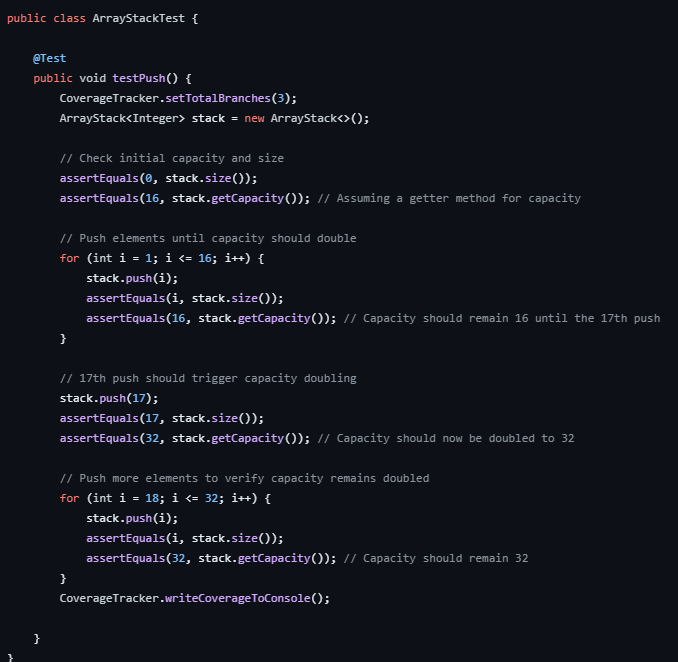 public class ArrayStackTest {
@Test
public void testPush() {
CoverageTracker.setTotalBranches(3);
ArrayStack<Integer> stack = new ArrayStack<>();
// Check initial capacity and size
assertEquals(0, stack.size());
assertEquals(16, stack.getCapacity()); // Assuming a getter method for capacity
// Push elements until capacity should double
for (int i = 1; i <= 16; i++) {
stack.push(i);
assertEquals(i, stack.size());
assertEquals(16, stack.getCapacity()); // Capacity should remain 16 until the 17th push
}
// 17th push should trigger capacity doubling
stack.push(17);
assertEquals(17, stack.size());
assertEquals(32, stack.getCapacity()); // Capacity should now be doubled to 32
// Push more elements to verify capacity remains doubled
for (int i = 18; i <= 32; i++) {
stack.push(i);
assertEquals(i, stack.size());
assertEquals(32, stack.getCapacity()); // Capacity should remain 32
}
CoverageTracker.writeCoverageToConsole();
}
}